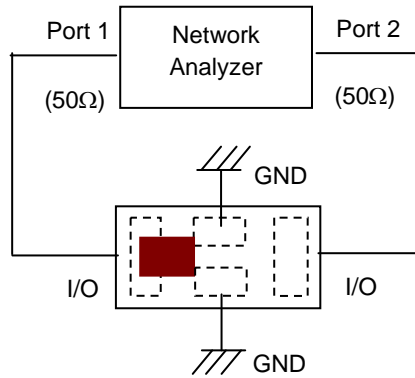 Port 1
Network
Analyzer
Port 2
(50Ω)
(50Ω)
GND
I/O
I/O
GND